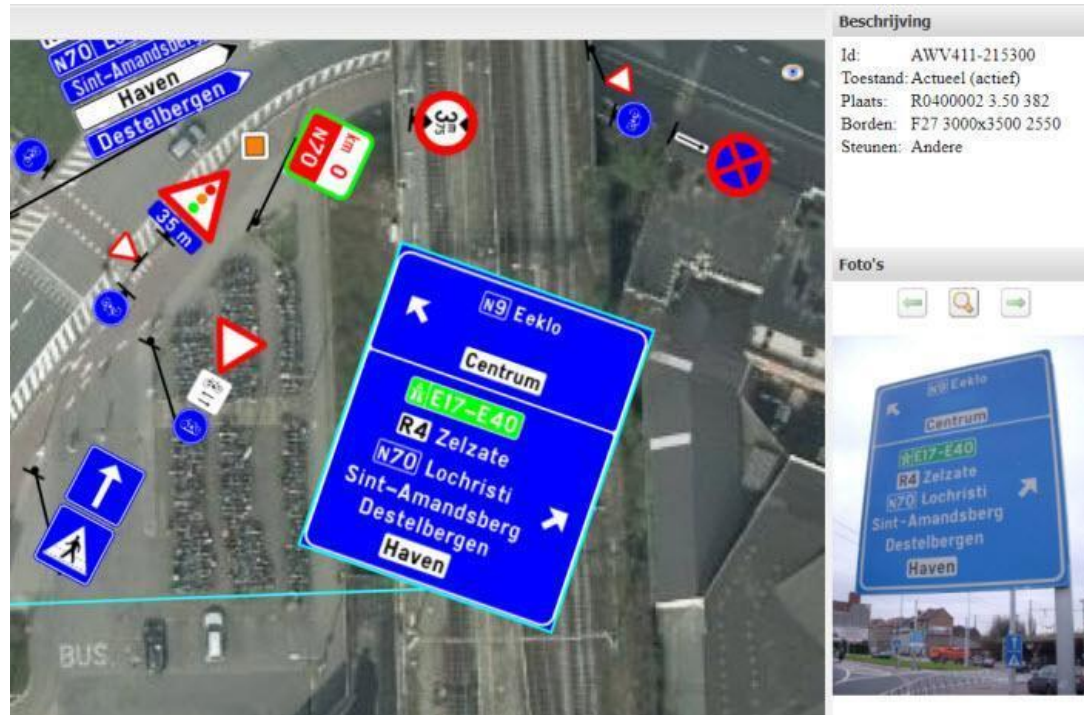 N70 Lo
Sint-Amandsberg
Haven
Destelbergen
35 m
N70
km 0
3m75
N9 Eeklo
Centrum
E17-E40
R4 Zelzate
N70 Lochristi
Sint-Amandsberg
Destelbergen
Haven
BUS
Beschrijving
Id: AWV411-215300
Toestand: Actueel (actief)
Plaats: R0400002 3.50 382
Borden: F27 3000x3500 2550
Steunen: Andere
Foto's
N9 Eeklo
Centrum
E17-E40
R4 Zelzate
N70 Lochristi
Sint-Amandsberg
Destelbergen
Haven